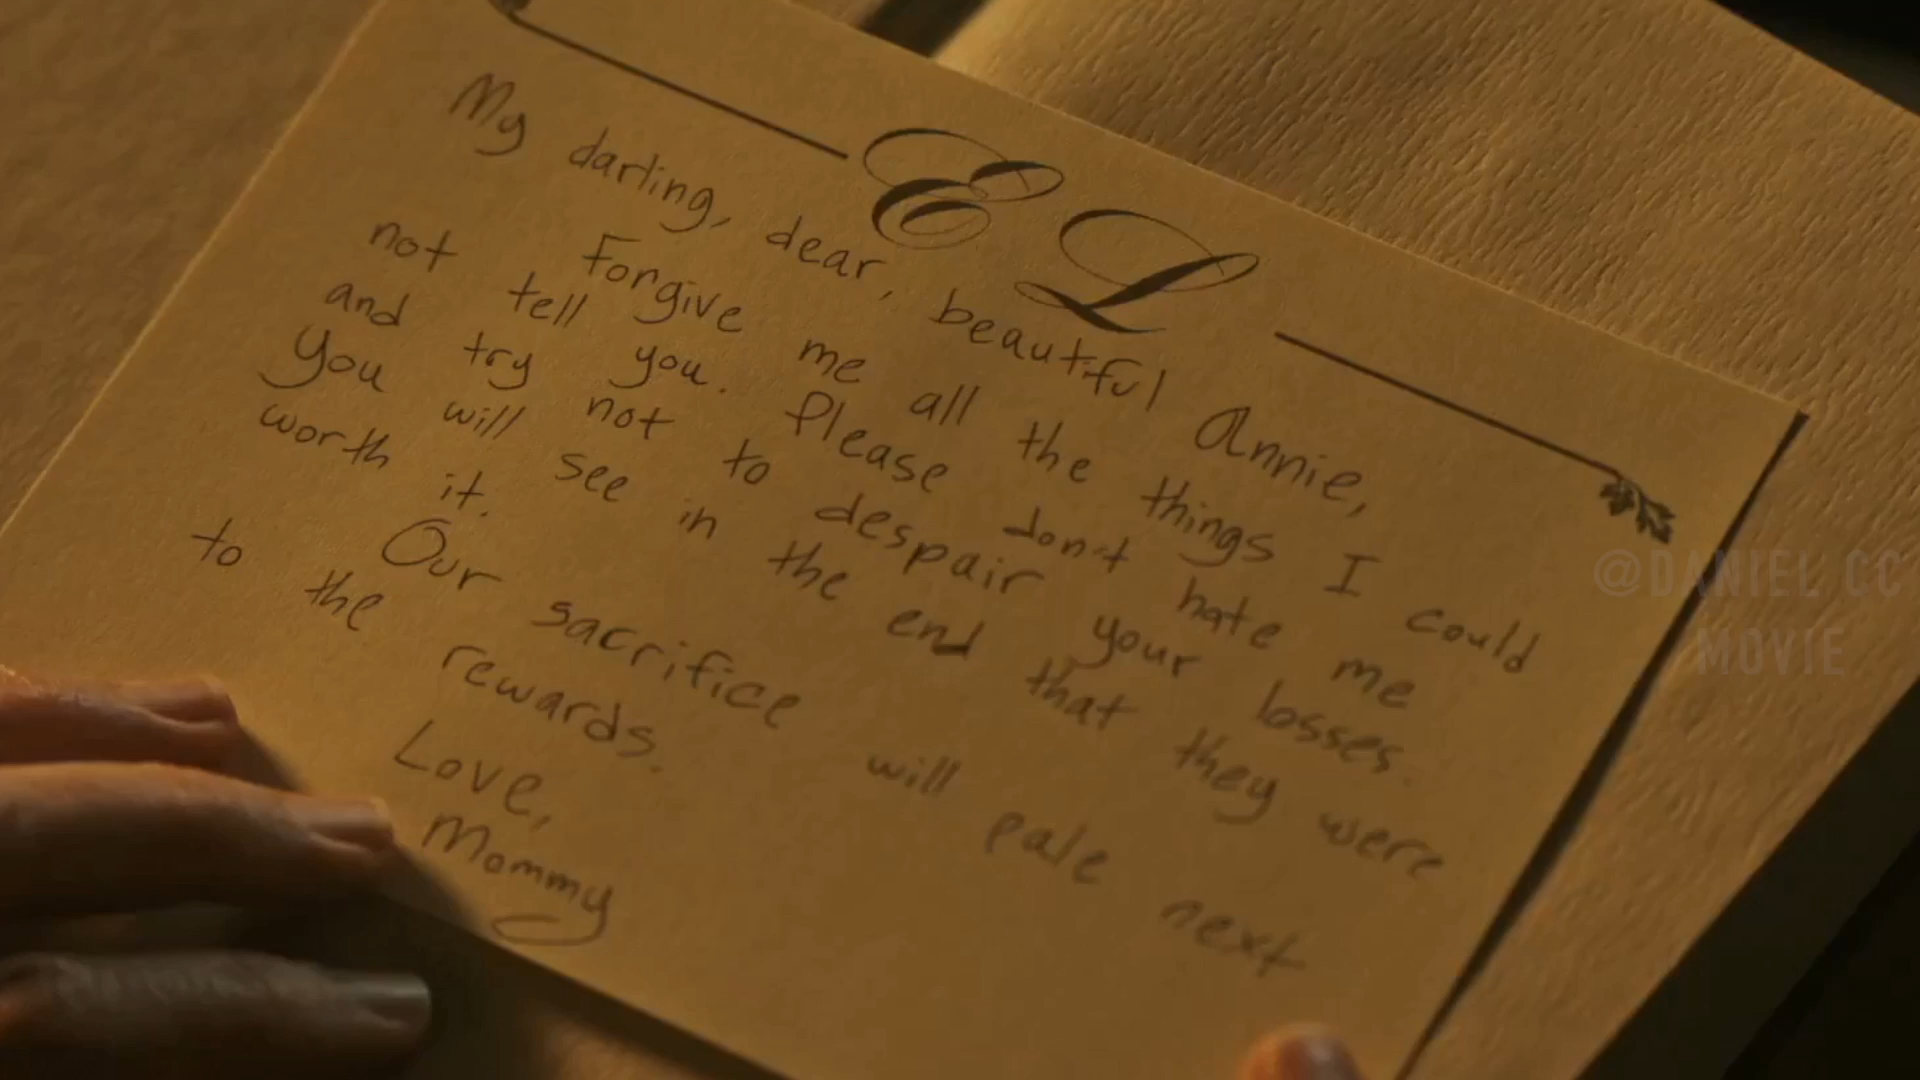 E L
My darling, dear, beautiful Annie,
Forgive me all the things I could
not tell you. Please don't hate me
and try not to despair your losses.
You will see in the end that they were
worth it.
Our sacrifice will pale next
to the rewards.
Love,
Mommy
@DANIEL CC
MOVIE